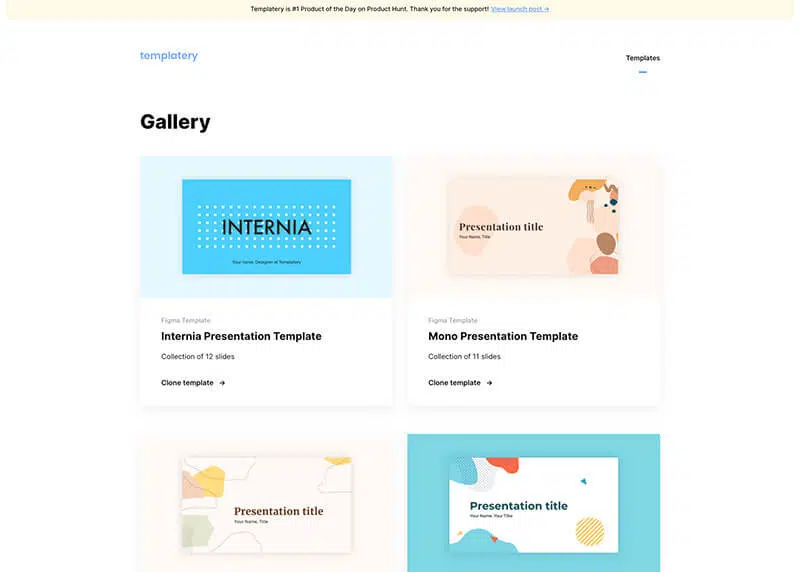 Templatery is #1 Product of the Day on Product Hunt. Thank you for the support! View launch post →
templatery
Templates
Gallery
INTERNIA
Your name, Designer at Templatery
Presentation title
Your Name, Title
Figma Template
Internia Presentation Template
Collection of 12 slides
Clone template →
Figma Template
Mono Presentation Template
Collection of 11 slides
Clone template →
Presentation title
Your Name, Title
Presentation title
Your Name, Your Title